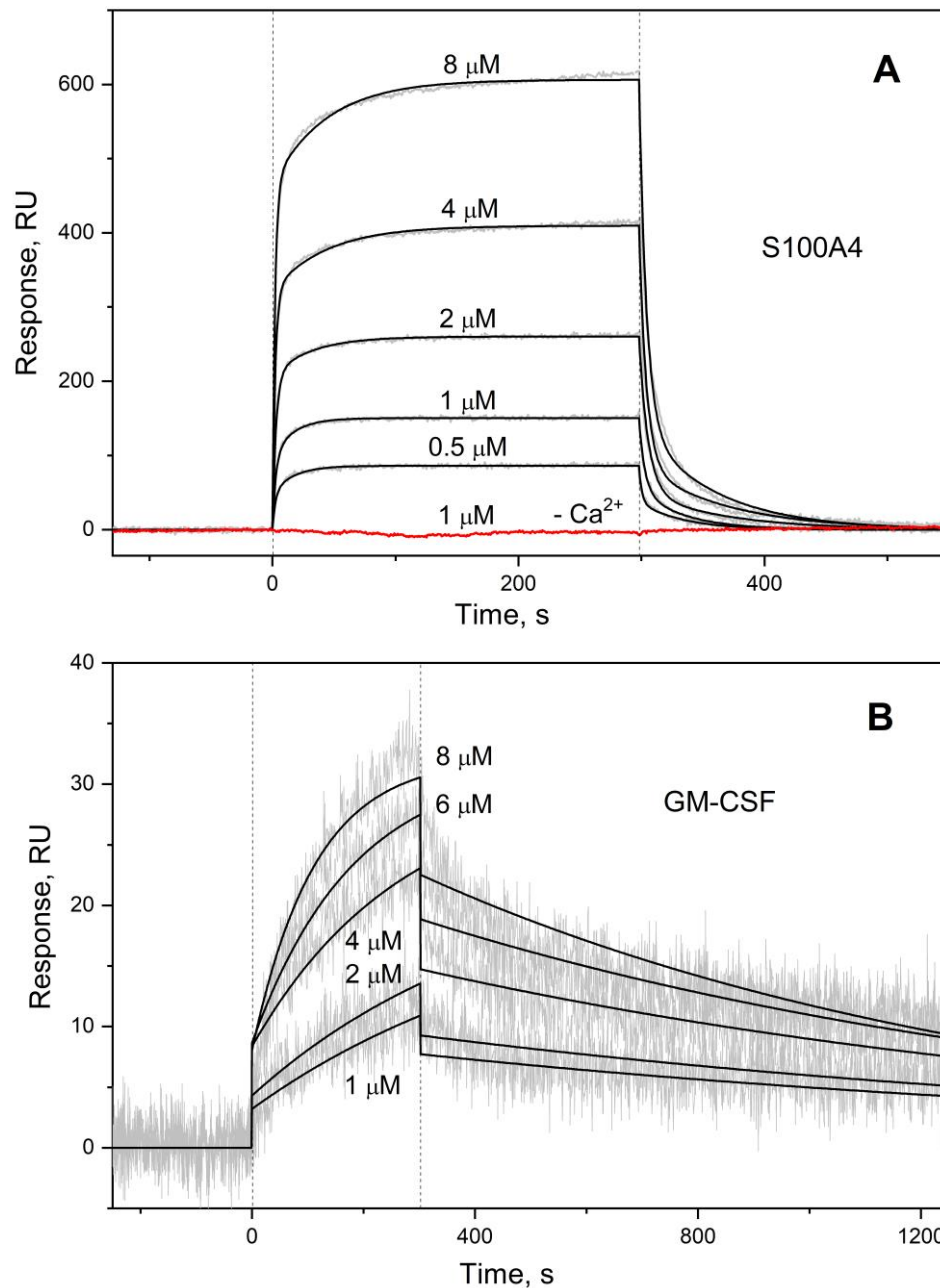 A
8 μM
600
4 μM
400
S100A4
Response, RU
2 μM
200
1 μM
0.5 μM
1 μM
- Ca²⁺
0
0
200
400
Time, s
40
B
8 μM
30
6 μM
GM-CSF
Response, RU
20
4 μM
2 μM
10
1 μM
0
0
400
800
1200
Time, s